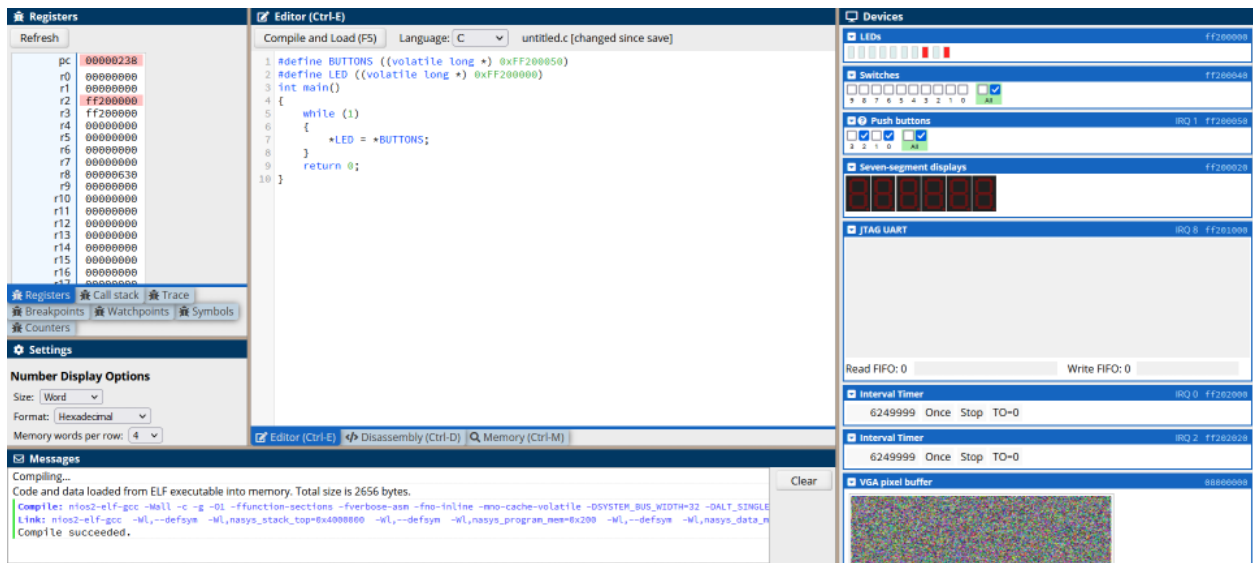 Registers
Refresh
pc 00000238
r0 00000000
r1 00000000
r2 ff200000
r3 ff200000
r4 00000000
r5 00000000
r6 00000000
r7 00000000
r8 00000630
r9 00000000
r10 00000000
r11 00000000
r12 00000000
r13 00000000
r14 00000000
r15 00000000
r16 00000000
r17 00000000
Registers Call stack Trace
Breakpoints Watchpoints Symbols
Counters
Settings
Number Display Options
Size: Word
Format: Hexadecimal
Memory words per row: 4
Editor (Ctrl-E)
Compile and Load (F5) Language: C untitled.c [changed since save]
1 #define BUTTONS ((volatile long *) 0xFF200050)
2 #define LED ((volatile long *) 0xFF200000)
3 int main()
4 {
5 while (1)
6 {
7 *LED = *BUTTONS;
8 }
9 return 0;
10 }
Editor (Ctrl-E) Disassembly (Ctrl-D) Memory (Ctrl-M)
Messages
Compiling...
Code and data loaded from ELF executable into memory. Total size is 2656 bytes.
Compile: nios2-elf-gcc -Wall -c -g -O1 -ffunction-sections -fverbose-asm -fno-inline -mno-cache-volatile -DSYSTEM_BUS_WIDTH=32 -DALT_SINGLE
Link: nios2-elf-gcc -Wl,--defsym -Wl,nasys_stack_top=0x4000000 -Wl,--defsym -Wl,nasys_program_mem=0x200 -Wl,--defsym -Wl,nasys_data_m
Compile succeeded.
Clear
Devices
LEDs ff200000
Switches ff200040
9 8 7 6 5 4 3 2 1 0 All
Push buttons IRQ 1 ff200050
3 2 1 0 All
Seven-segment displays ff200020
JTAG UART IRQ 8 ff201000
Read FIFO: 0 Write FIFO: 0
Interval Timer IRQ 0 ff202000
6249999 Once Stop TO=0
Interval Timer IRQ 2 ff202020
6249999 Once Stop TO=0
VGA pixel buffer 08000000